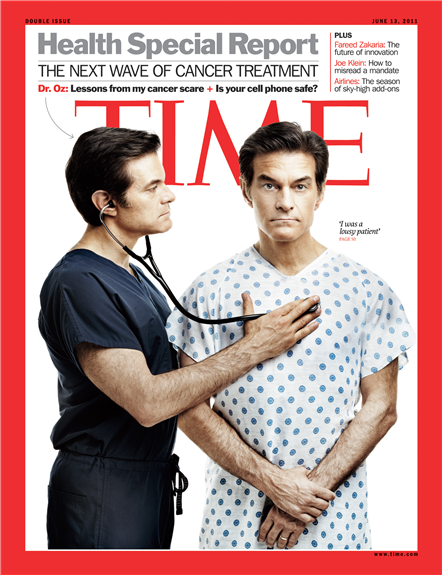 DOUBLE ISSUE
JUNE 13, 2011
Health Special Report
THE NEXT WAVE OF CANCER TREATMENT
Dr. Oz: Lessons from my cancer scare + Is your cell phone safe?
PLUS
Fareed Zakaria: The
future of innovation
Joe Klein: How to
misread a mandate
Airlines: The season
of sky-high add-ons
TIME
'I was a
lousy patient'
www.time.com